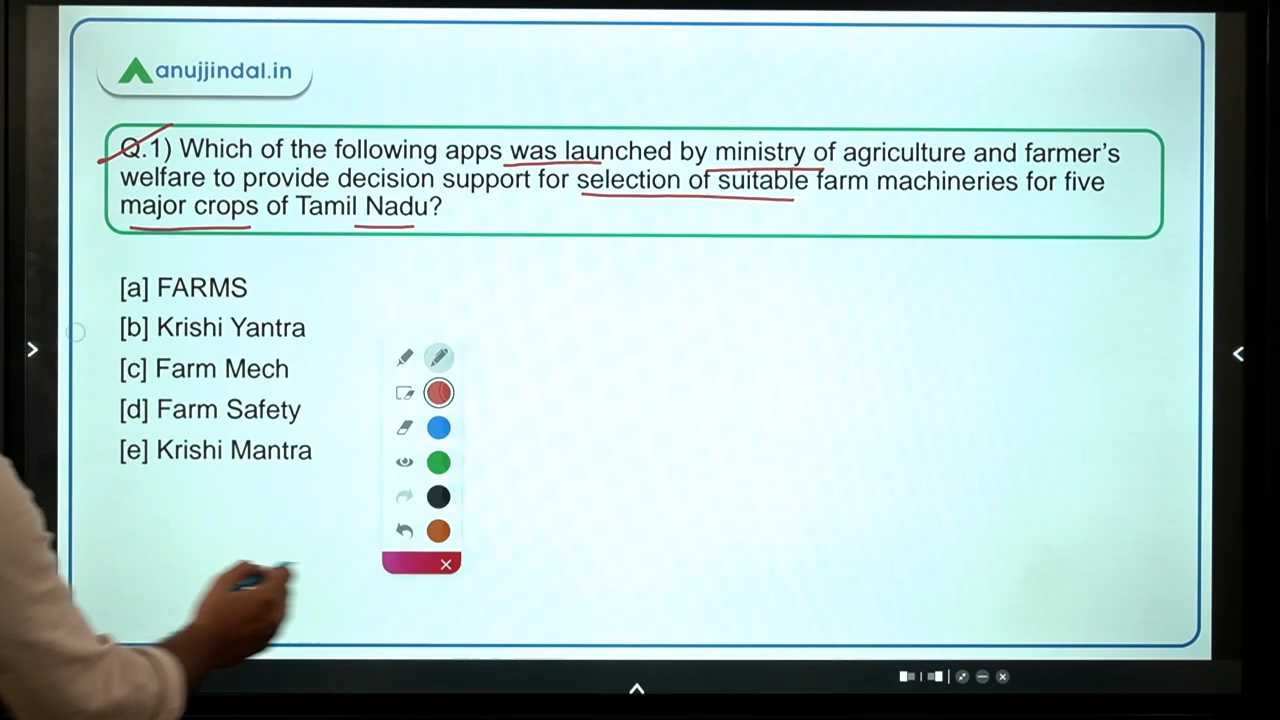 anujjindal.in
Q.1) Which of the following apps was launched by ministry of agriculture and farmer's
welfare to provide decision support for selection of suitable farm machineries for five
major crops of Tamil Nadu?
[a] FARMS
[b] Krishi Yantra
[c] Farm Mech
[d] Farm Safety
[e] Krishi Mantra